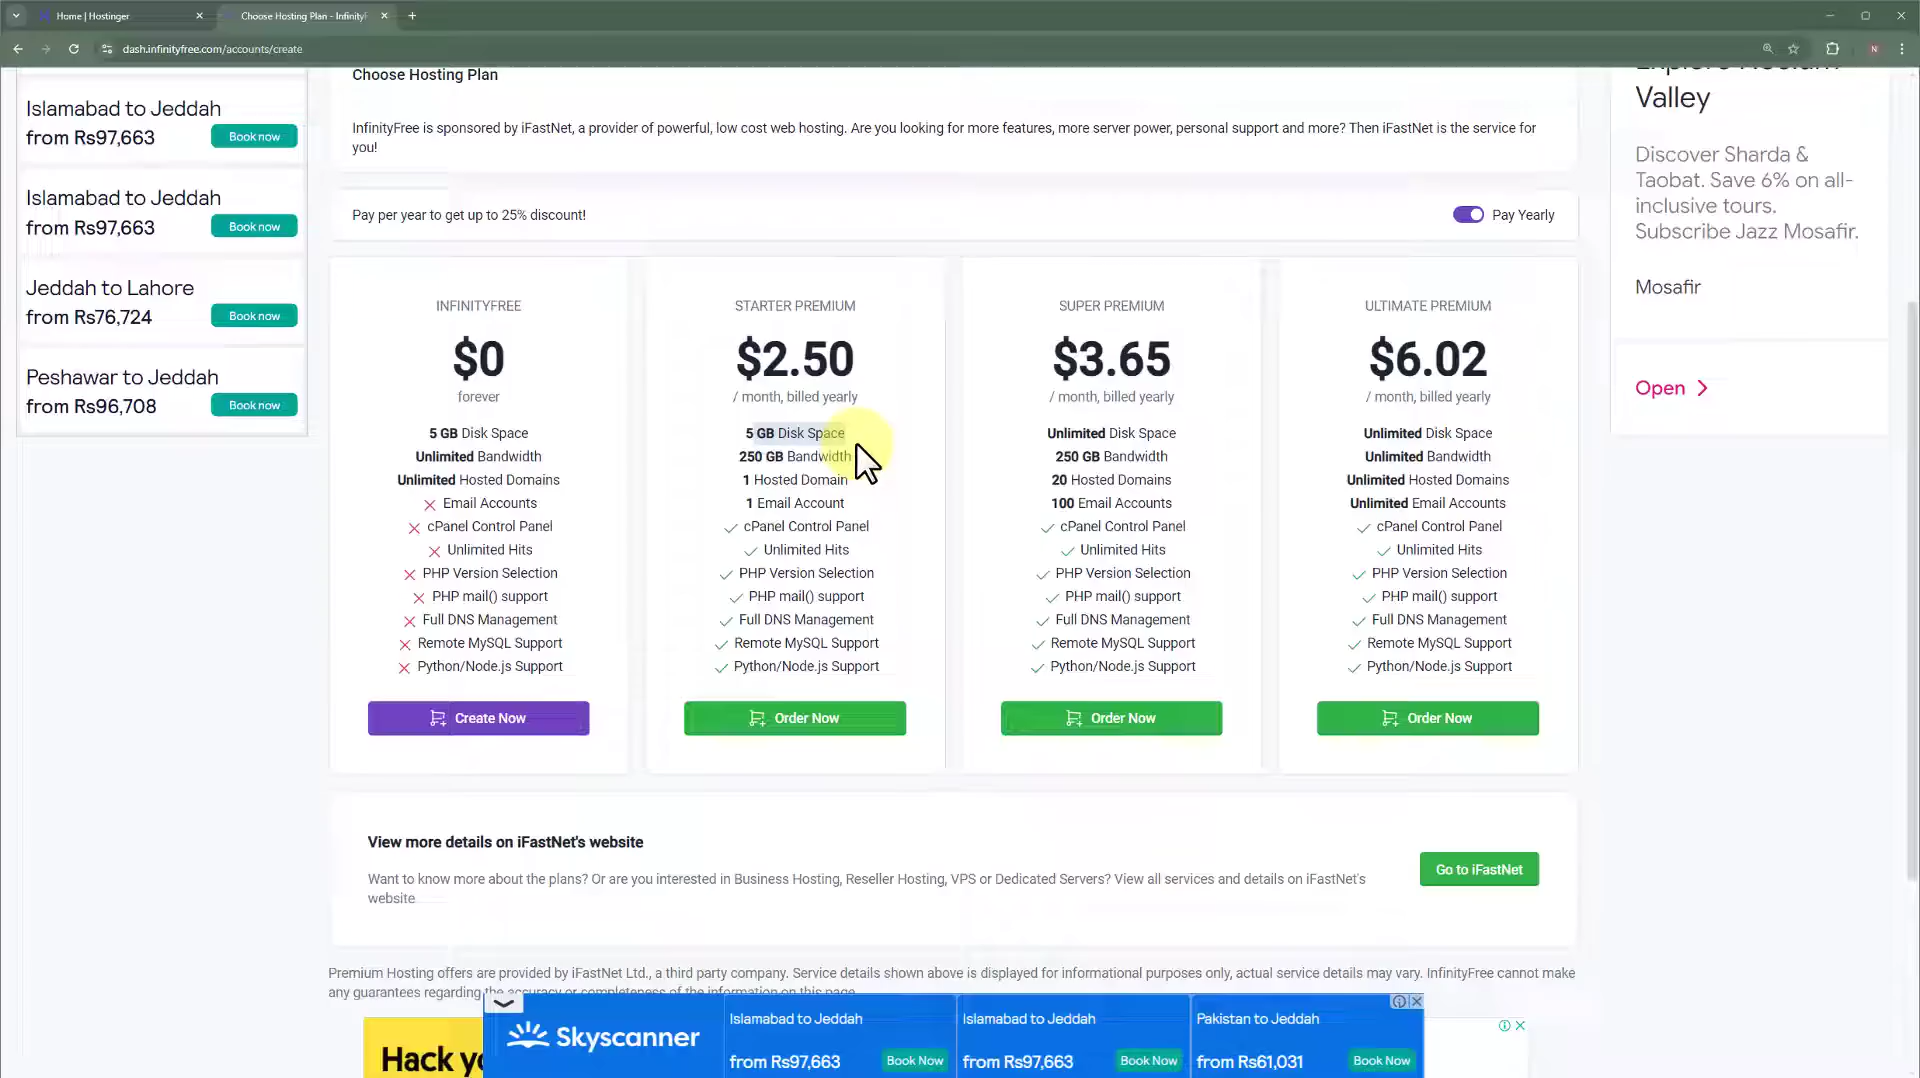 Home | Hostinger
Choose Hosting Plan - InfinityF
dash.infinityfree.com/accounts/create
N
Islamabad to Jeddah
from Rs97,663
Book now
Islamabad to Jeddah
from Rs97,663
Book now
Jeddah to Lahore
from Rs76,724
Book now
Peshawar to Jeddah
from Rs96,708
Book now
Choose Hosting Plan
InfinityFree is sponsored by iFastNet, a provider of powerful, low cost web hosting. Are you looking for more features, more server power, personal support and more? Then iFastNet is the service for
you!
Pay per year to get up to 25% discount!
Pay Yearly
INFINITYFREE
$0
forever
5 GB Disk Space
Unlimited Bandwidth
Unlimited Hosted Domains
Email Accounts
cPanel Control Panel
Unlimited Hits
PHP Version Selection
PHP mail() support
Full DNS Management
Remote MySQL Support
Python/Node.js Support
Create Now
STARTER PREMIUM
$2.50
/ month, billed yearly
5 GB Disk Space
250 GB Bandwidth
1 Hosted Domain
1 Email Account
cPanel Control Panel
Unlimited Hits
PHP Version Selection
PHP mail() support
Full DNS Management
Remote MySQL Support
Python/Node.js Support
Order Now
SUPER PREMIUM
$3.65
/ month, billed yearly
Unlimited Disk Space
250 GB Bandwidth
20 Hosted Domains
100 Email Accounts
cPanel Control Panel
Unlimited Hits
PHP Version Selection
PHP mail() support
Full DNS Management
Remote MySQL Support
Python/Node.js Support
Order Now
ULTIMATE PREMIUM
$6.02
/ month, billed yearly
Unlimited Disk Space
Unlimited Bandwidth
Unlimited Hosted Domains
Unlimited Email Accounts
cPanel Control Panel
Unlimited Hits
PHP Version Selection
PHP mail() support
Full DNS Management
Remote MySQL Support
Python/Node.js Support
Order Now
Valley
Discover Sharda &
Taobat. Save 6% on all-
inclusive tours.
Subscribe Jazz Mosafir.
Mosafir
Open
View more details on iFastNet's website
Want to know more about the plans? Or are you interested in Business Hosting, Reseller Hosting, VPS or Dedicated Servers? View all services and details on iFastNet's
website
Go to iFastNet
Premium Hosting offers are provided by iFastNet Ltd., a third party company. Service details shown above is displayed for informational purposes only, actual service details may vary. InfinityFree cannot make
any guarantees regarding the accuracy or completeness of the information on this page.
Hack
Skyscanner
Islamabad to Jeddah
from Rs97,663
Book Now
Islamabad to Jeddah
from Rs97,663
Book Now
Pakistan to Jeddah
from Rs61,031
Book Now